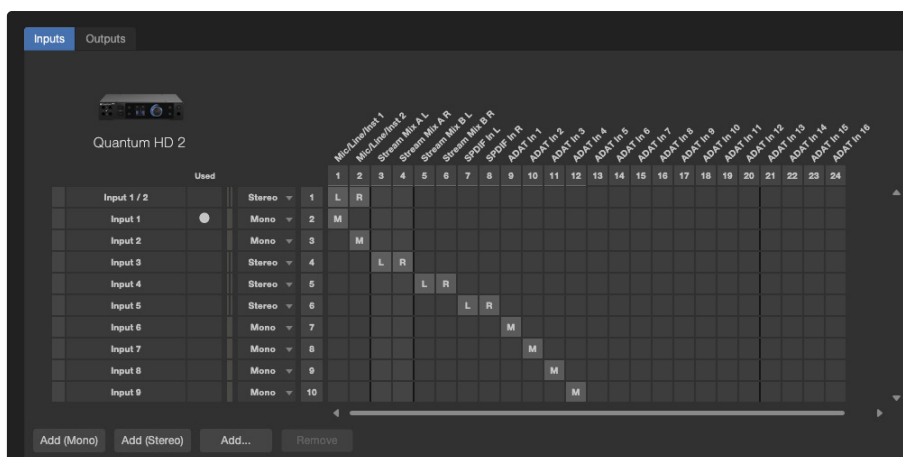 Inputs Outputs
Quantum HD 2
Mic/Line/Inst 1
Mic/Line/Inst2
Stream Mix A L
Stream Mix A R
Stream Mix B L
Stream Mix B R
SPDIF In L
SPDIF In R
ADAT In 1
ADAT In 2
ADAT In 3
ADAT In 4
ADAT In 5
ADAT In 6
ADAT In 7
ADAT In 8
ADAT In 9
ADAT In 10
ADAT In 11
ADAT In 12
ADAT In 13
ADAT In 14
ADAT In 15
ADAT In 16
Used 1 2 3 4 5 6 7 8 9 10 11 12 13 14 15 16 17 18 19 20 21 22 23 24
Input 1 / 2 Stereo 1 L R
Input 1 Mono 2 M
Input 2 Mono 3 M
Input 3 Stereo 4 L R
Input 4 Stereo 5 L R
Input 5 Stereo 6 L R
Input 6 Mono 7 M
Input 7 Mono 8 M
Input 8 Mono 9 M
Input 9 Mono 10 M
Add (Mono) Add (Stereo) Add... Remove